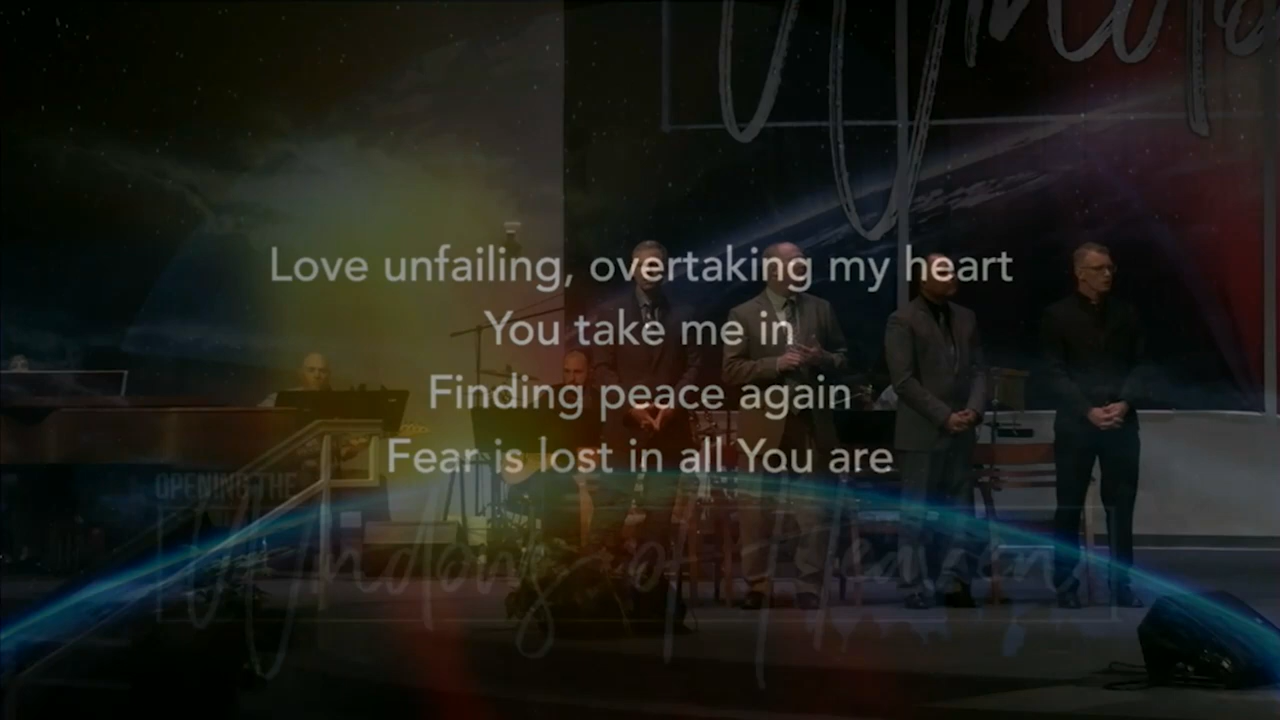 Love unfailing, overtaking my heart
You take me in
Finding peace again
Fear is lost in all You are
OPENING THE
Windows of Heaven
Windo